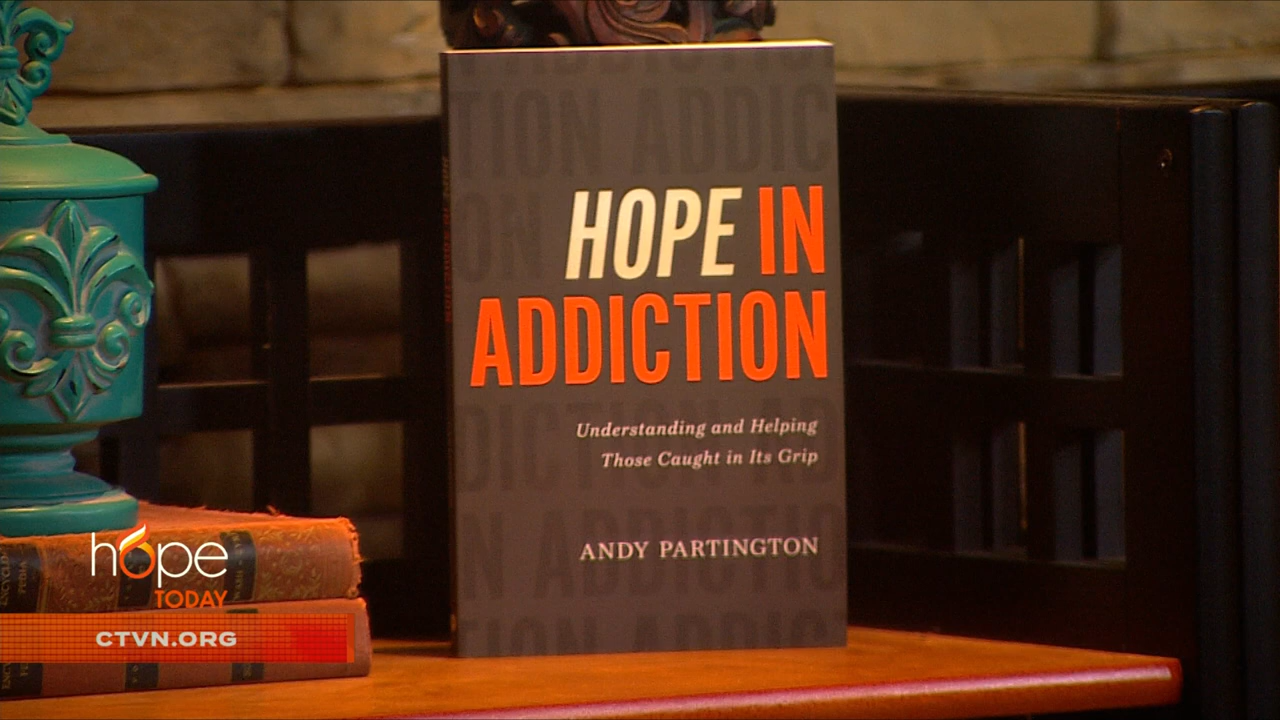 HOPE IN
ADDICTION
Understanding and Helping
Those Caught in Its Grip
ANDY PARTINGTON
hope
TODAY
CTVN.ORG